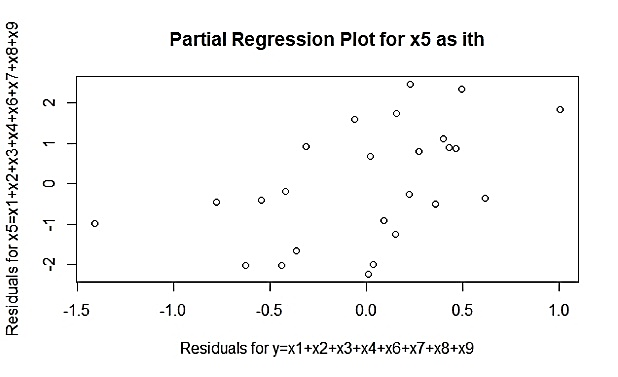 Partial Regression Plot for x5 as ith
Residuals for x5=x1+x2+x3+x4+x6+x7+x8+x9
2
1
0
-1
-2
-1.5 -1.0 -0.5 0.0 0.5 1.0
Residuals for y=x1+x2+x3+x4+x6+x7+x8+x9